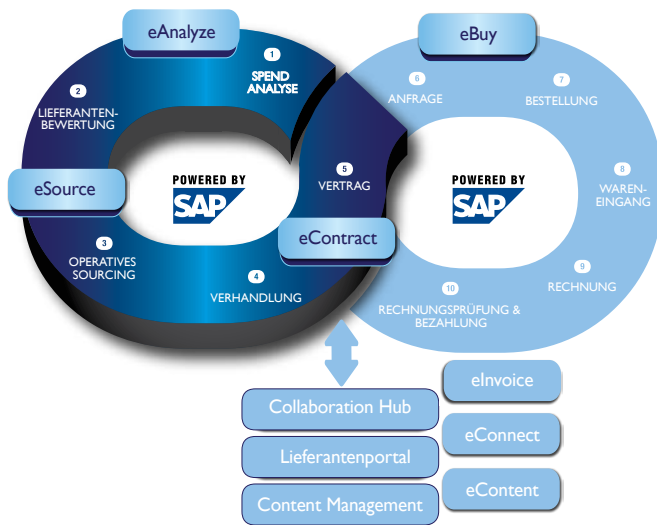 eAnalyze
eBuy
1
SPEND
ANALYSE
2
LIEFERANTEN-
BEWERTUNG
eSource
3
OPERATIVES
SOURCING
4
VERHANDLUNG
5
VERTRAG
eContract
POWERED BY
SAP
6
ANFRAGE
7
BESTELLUNG
8
WAREN-
EINGANG
9
RECHNUNG
10
RECHNUNGSPRÜFUNG &
BEZAHLUNG
POWERED BY
SAP
Collaboration Hub
Lieferantenportal
Content Management
eInvoice
eConnect
eContent